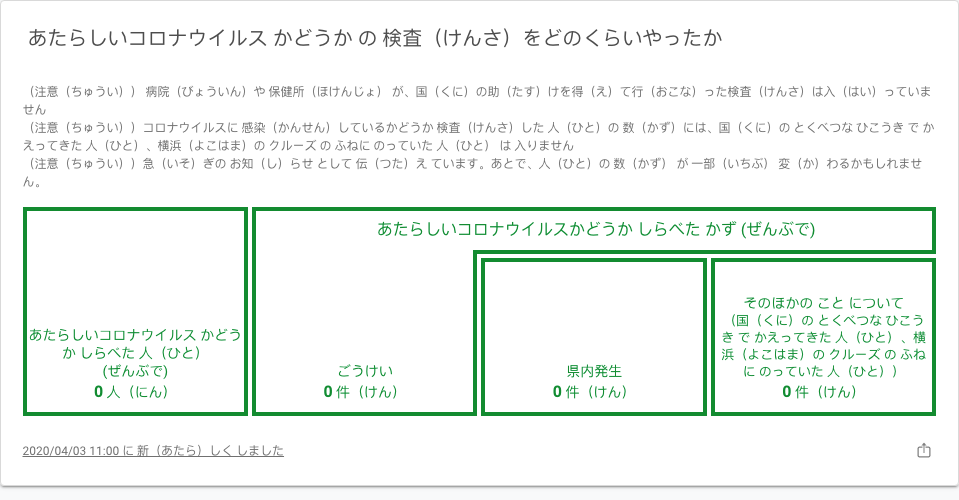 あたらしいコロナウイルス かどうか の 検査（けんさ）をどのくらいやったか
（注意（ちゅうい）） 病院（びょういん）や 保健所（ほけんじょ） が、国（くに）の助（たす）けを得（え）て行（おこな）った検査（けんさ）は入（はい）っていま
せん
（注意（ちゅうい））コロナウイルスに 感染（かんせん）しているかどうか 検査（けんさ）した 人（ひと）の 数（かず）には、国（くに）の とくべつな ひこうき で か
えってきた 人（ひと）、横浜（よこはま）の クルーズ の ふねに のっていた 人（ひと） は 入りません
（注意（ちゅうい））急（いそ）ぎの お知（し）らせ として 伝（つた）え ています。あとで、人（ひと）の 数（かず） が 一部（いちぶ） 変（か）わるかもしれませ
ん。
あたらしいコロナウイルス かどう
か しらべた 人（ひと）
(ぜんぶで)
0 人（にん）
あたらしいコロナウイルスかどうか しらべた かず (ぜんぶで)
ごうけい
0 件（けん）
県内発生
0 件（けん）
そのほかの こと について
（国（くに）の とくべつな ひこう
き で かえってきた 人（ひと）、横
浜（よこはま）の クルーズ の ふね
に のっていた 人（ひと））
0 件（けん）
2020/04/03 11:00 に 新（あたら）しく しました